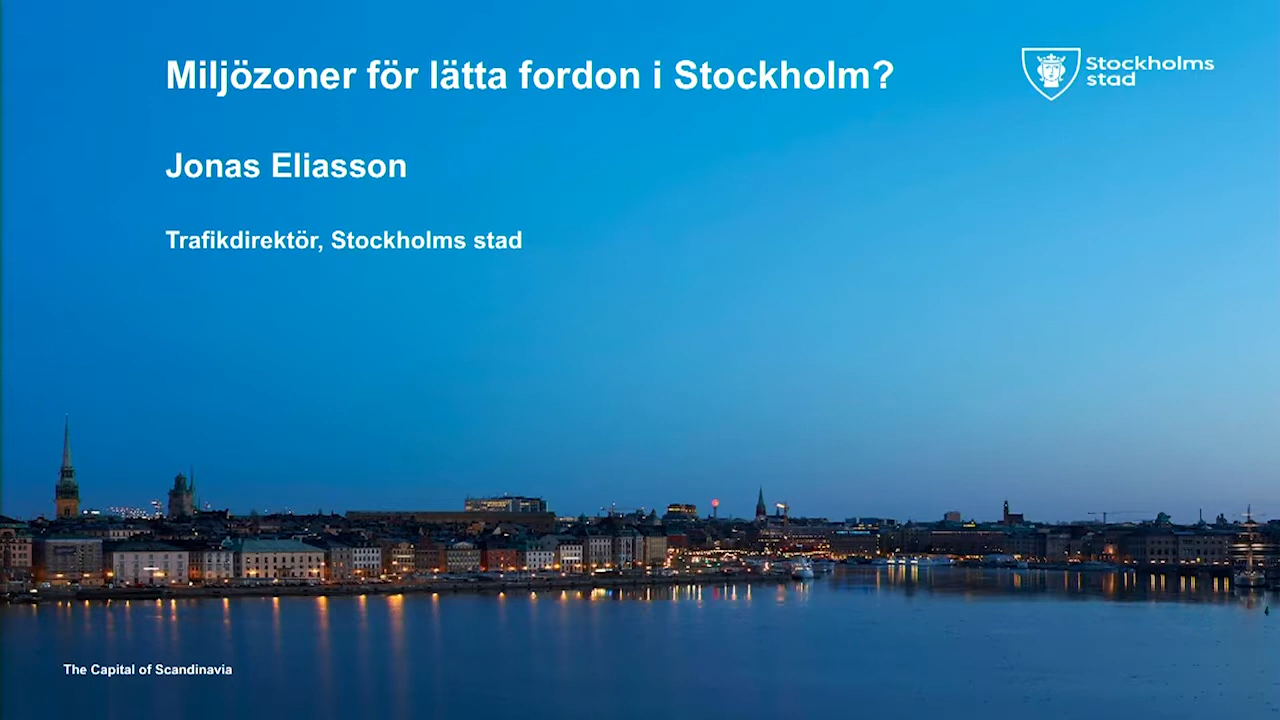 Miljözoner för lätta fordon i Stockholm?
Stockholms
stad
Jonas Eliasson
Trafikdirektör, Stockholms stad
The Capital of Scandinavia